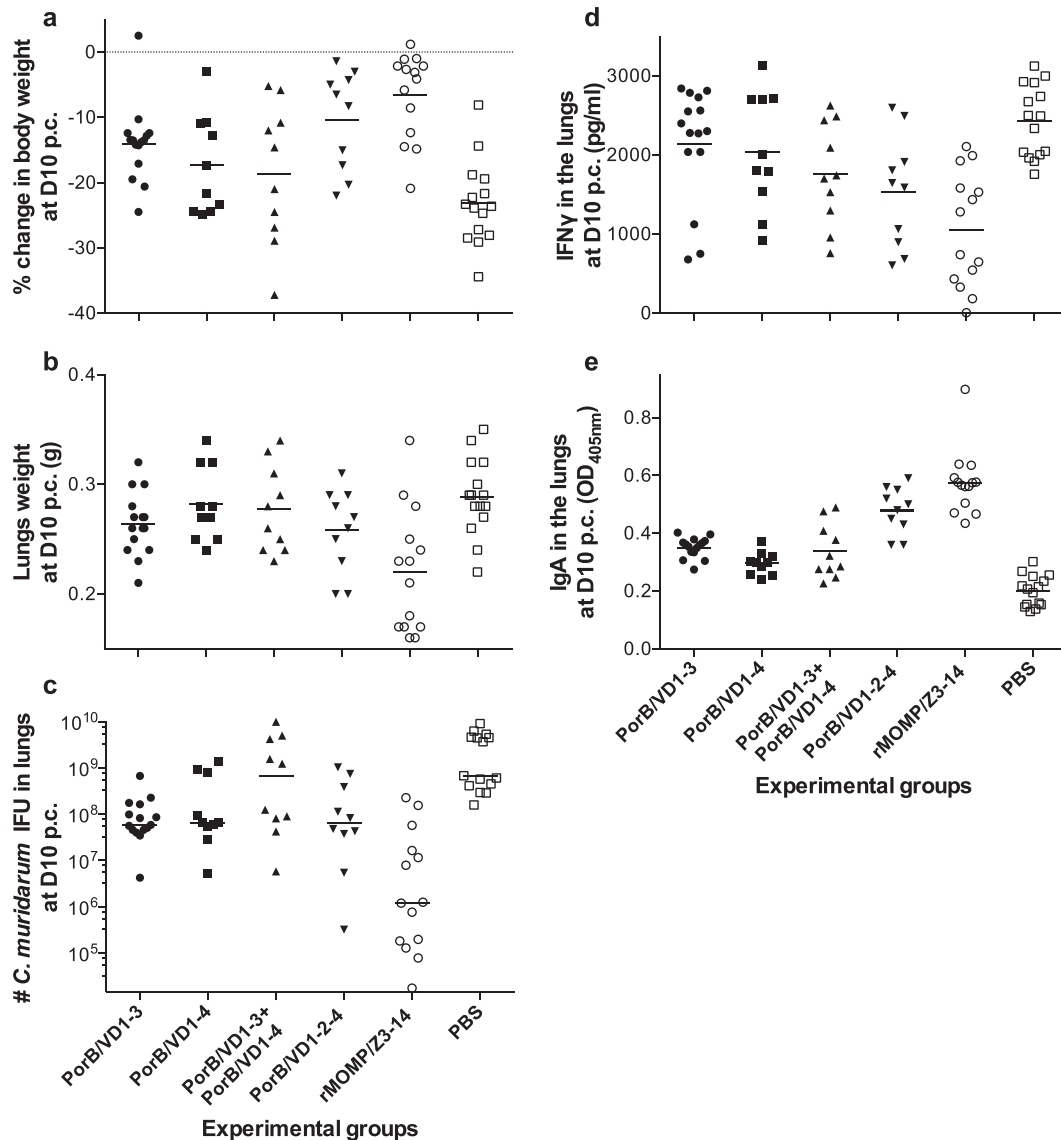 a
% change in body weight
at D10 p.c.
0
-10
-20
-30
-40
b
Lungs weight
at D10 p.c. (g)
0.4
0.3
0.2
c
# C. muridarum IFU in lungs
at D10 p.c.
10^10
10^9
10^8
10^7
10^6
10^5
PorB/VD1-3
PorB/VD1-4
PorB/VD1-3+
PorB/VD1-4
PorB/VD1-2-4
rMOMP/Z3-14
PBS
Experimental groups
d
IFNγ in the lungs
at D10 p.c. (pg/ml)
3000
2000
1000
0
e
IgA in the lungs
at D10 p.c. (OD405nm)
0.8
0.6
0.4
0.2
0.0
PorB/VD1-3
PorB/VD1-4
PorB/VD1-3+
PorB/VD1-4
PorB/VD1-2-4
rMOMP/Z3-14
PBS
Experimental groups